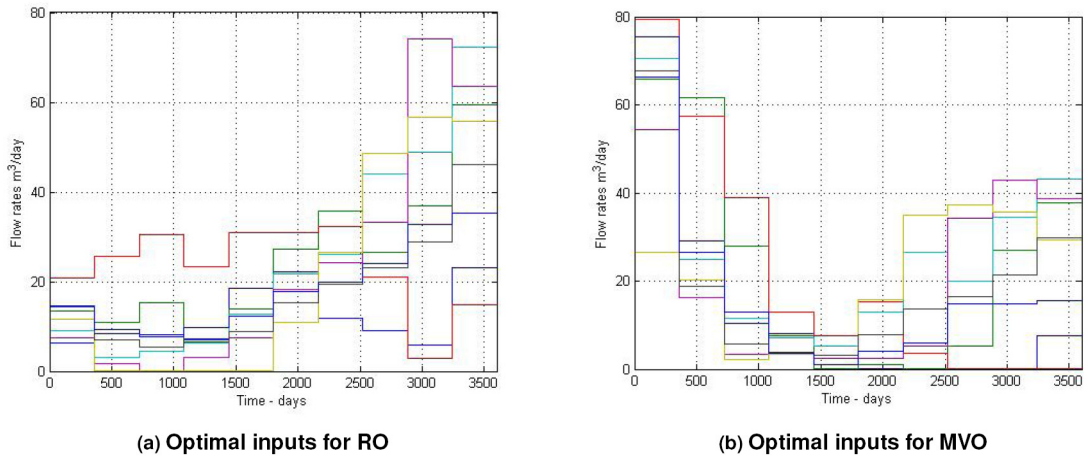 80
60
40
20
0
Flow rates m³/day
0 500 1000 1500 2000 2500 3000 3500
Time - days
(a) Optimal inputs for RO
80
60
40
20
0
Flow rates m³/day
0 500 1000 1500 2000 2500 3000 3500
Time - days
(b) Optimal inputs for MVO